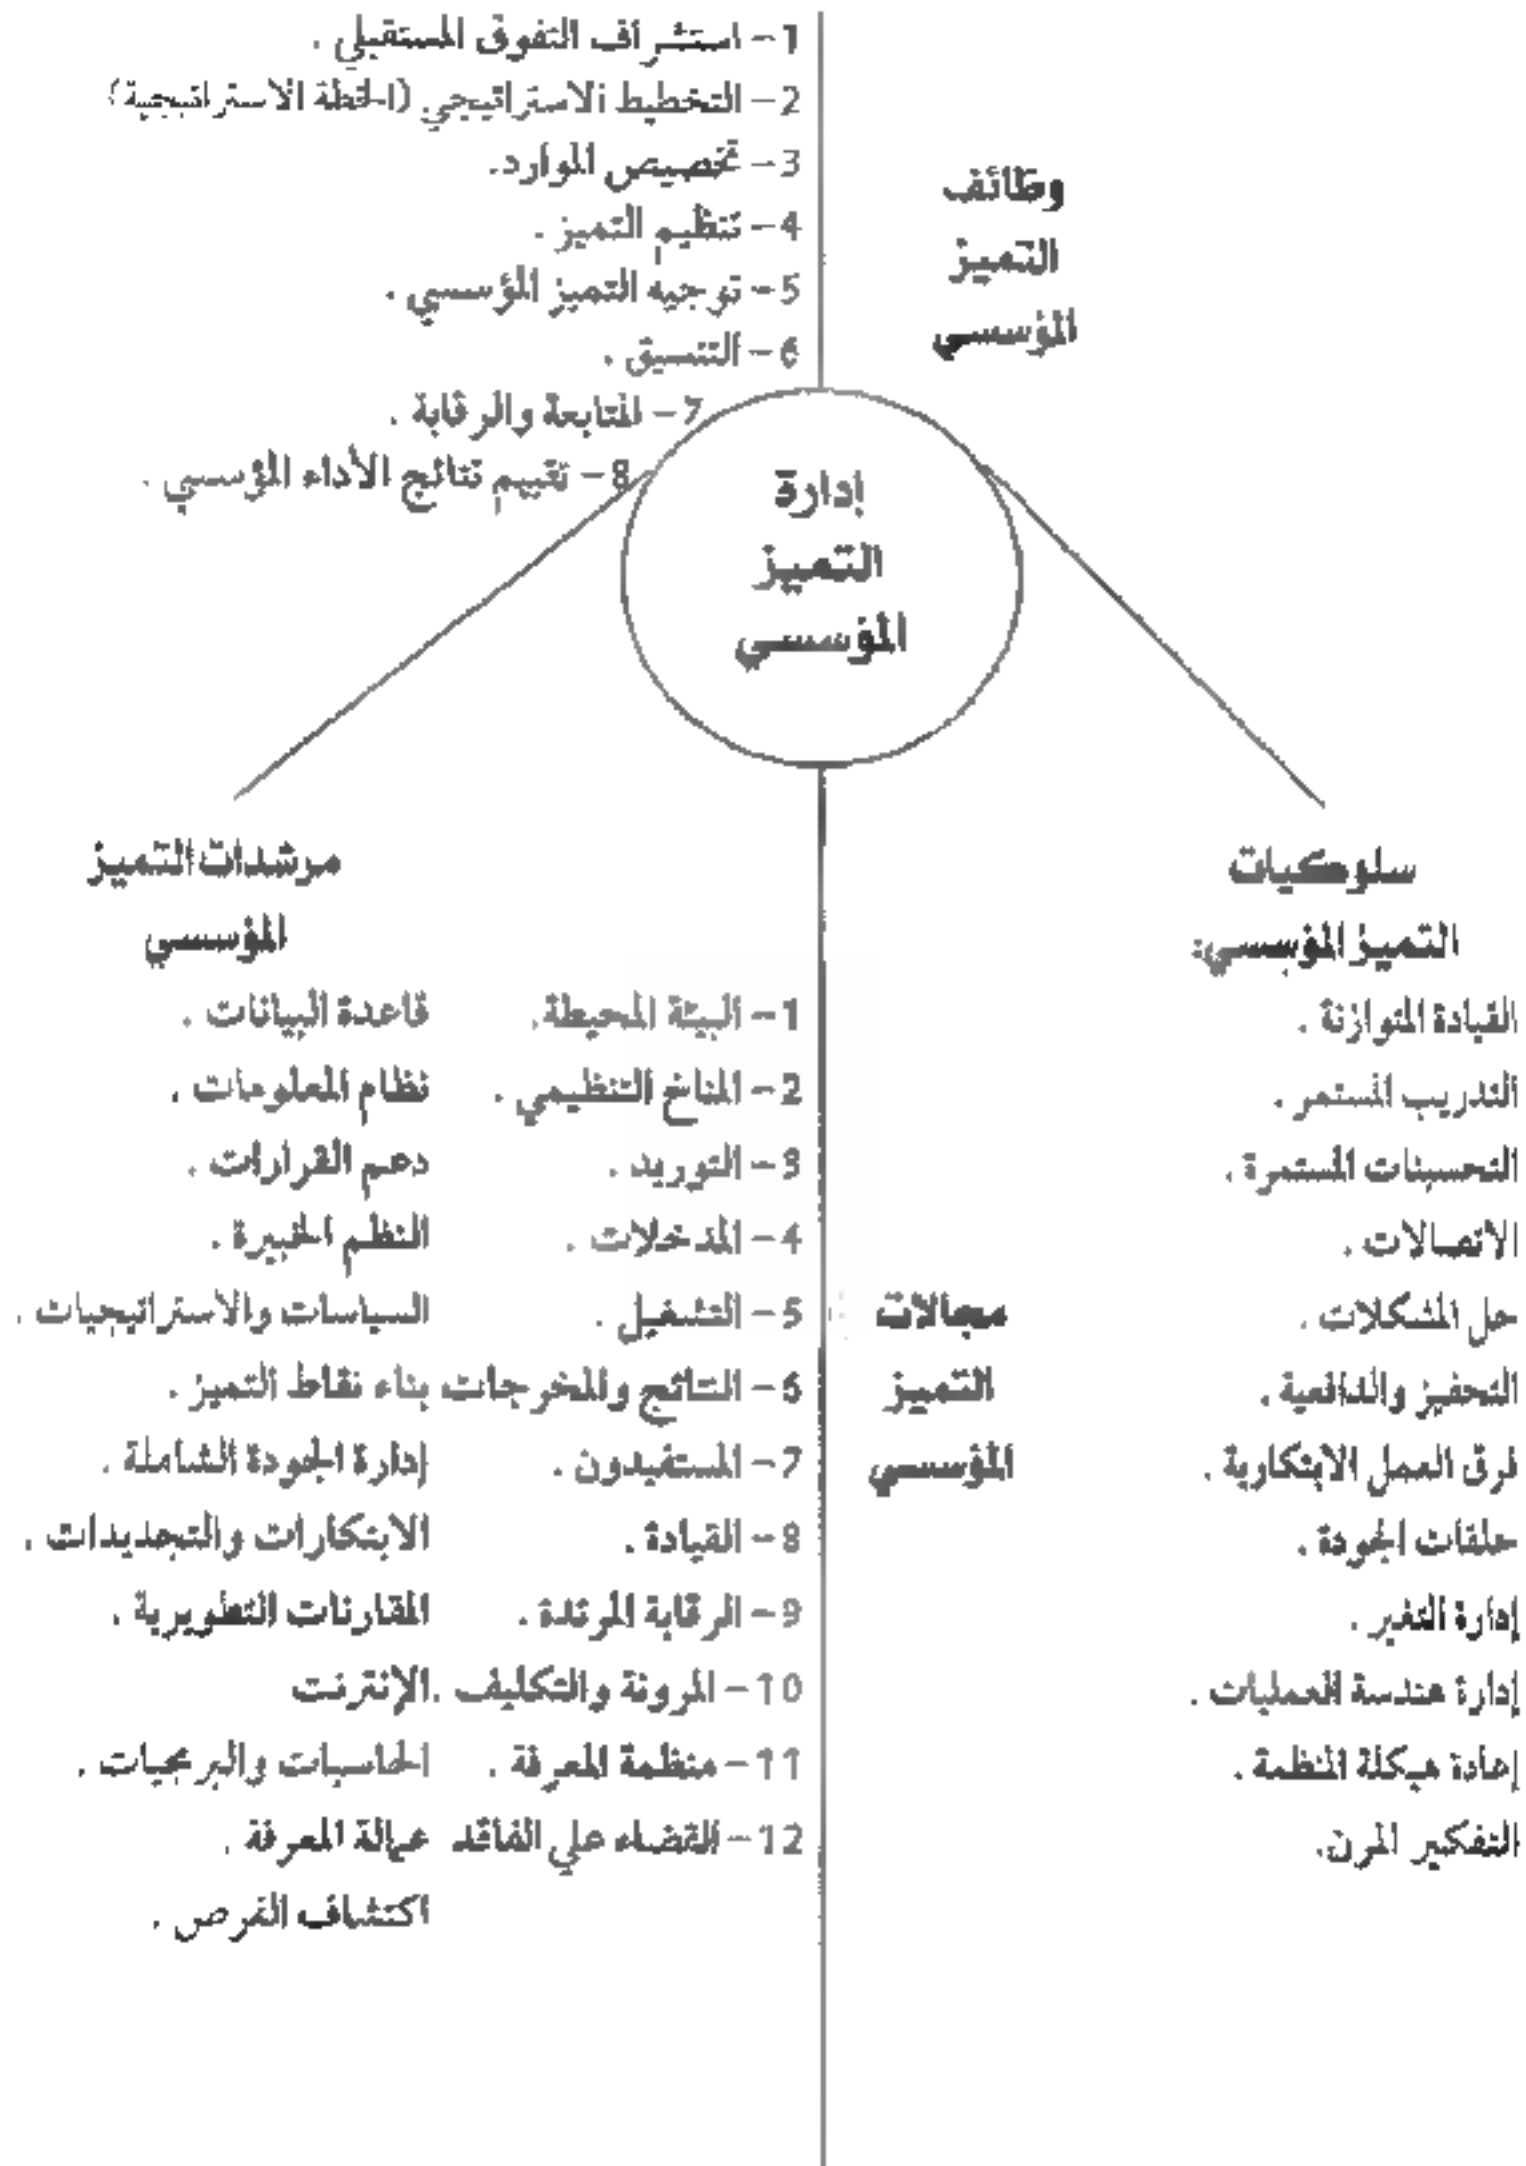 وظائف
التميز
المؤسسي
1- استشراف التفوق المستقبلي .
2- التخطيط الاستراتيجي (الخطة الاستراتيجية)
3- تخصيص الموارد.
4- تنظيم التميز .
5- توجيه التميز المؤسسي .
6- التنسيق .
7- المتابعة والرقابة .
8- تقييم نتائج الأداء المؤسسي .
إدارة
التميز
المؤسسي
سلوكيات
التميز المؤسسي:
القيادة المتوازنة .
التدريب المستمر .
التحسينات المستمرة .
الاتصالات .
حل المشكلات .
التحفيز والدافعية .
فرق العمل الابتكارية .
حلقات الجودة .
إدارة التغير .
إدارة هندسة العمليات .
إعادة هيكلة المنظمة .
التفكير المرن.
مجالات :
التميز
المؤسسي
1- البيئة المحيطة.
2- المناخ التنظيمي .
3- التوريد .
4- المدخلات .
5- التشغيل .
6- النتائج والمخرجات
7- المستفيدون .
8- القيادة .
9- الرقابة المرتدة .
10- المرونة والتكليف .
11- منظمة المعرفة .
12- القضاء علي الفاقد
مرشدات التميز
المؤسسي
قاعدة البيانات .
نظام المعلومات .
دعم القرارات .
النظم الخبيرة .
السياسات والاستراتيجيات .
بناء نقاط التميز .
إدارة الجودة الشاملة .
الابتكارات والتجديدات .
المقارنات التطويرية .
الإنترنت
الحاسبات والبرمجيات .
عمالة المعرفة .
اكتشاف الفرص .